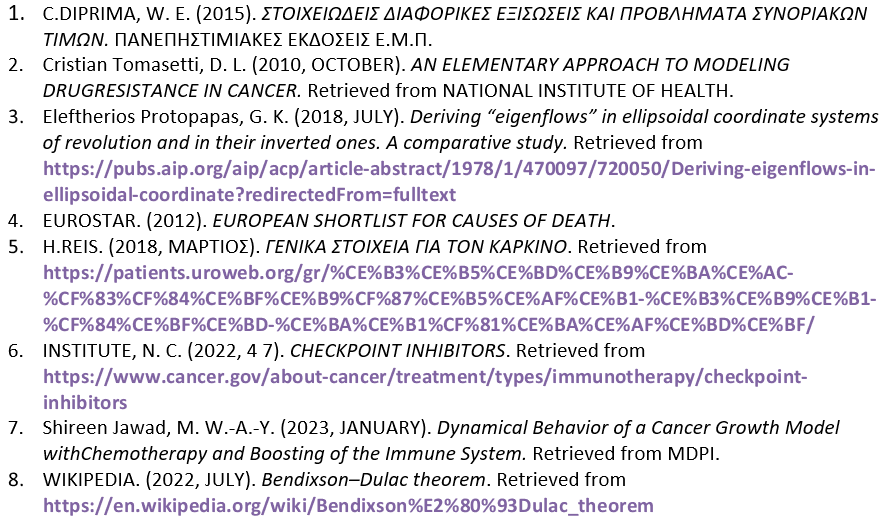 1. C.DIPRIMA, W. E. (2015). ΣΤΟΙΧΕΙΩΔΕΙΣ ΔΙΑΦΟΡΙΚΕΣ ΕΞΙΣΩΣΕΙΣ ΚΑΙ ΠΡΟΒΛΗΜΑΤΑ ΣΥΝΟΡΙΑΚΩΝ
ΤΙΜΩΝ. ΠΑΝΕΠΗΣΤΙΜΙΑΚΕΣ ΕΚΔΟΣΕΙΣ Ε.Μ.Π.
2. Cristian Tomasetti, D. L. (2010, OCTOBER). AN ELEMENTARY APPROACH TO MODELING
DRUGRESISTANCE IN CANCER. Retrieved from NATIONAL INSTITUTE OF HEALTH.
3. Eleftherios Protopapas, G. K. (2018, JULY). Deriving “eigenflows” in ellipsoidal coordinate systems
of revolution and in their inverted ones. A comparative study. Retrieved from
https://pubs.aip.org/aip/acp/article-abstract/1978/1/470097/720050/Deriving-eigenflows-in-
ellipsoidal-coordinate?redirectedFrom=fulltext
4. EUROSTAR. (2012). EUROPEAN SHORTLIST FOR CAUSES OF DEATH.
5. H.REIS. (2018, ΜΑΡΤΙΟΣ). ΓΕΝΙΚΑ ΣΤΟΙΧΕΙΑ ΓΙΑ ΤΟΝ ΚΑΡΚΙΝΟ. Retrieved from
https://patients.uroweb.org/gr/%CE%B3%CE%B5%CE%BD%CE%B9%CE%BA%CE%AC-
%CF%83%CF%84%CE%BF%CE%B9%CF%87%CE%B5%CE%AF%CE%B1-%CE%B3%CE%B9%CE%B1-
%CF%84%CE%BF%CE%BD-%CE%BA%CE%B1%CF%81%CE%BA%CE%AF%CE%BD%CE%BF/
6. INSTITUTE, N. C. (2022, 4 7). CHECKPOINT INHIBITORS. Retrieved from
https://www.cancer.gov/about-cancer/treatment/types/immunotherapy/checkpoint-
inhibitors
7. Shireen Jawad, M. W.-A.-Y. (2023, JANUARY). Dynamical Behavior of a Cancer Growth Model
withChemotherapy and Boosting of the Immune System. Retrieved from MDPI.
8. WIKIPEDIA. (2022, JULY). Bendixson–Dulac theorem. Retrieved from
https://en.wikipedia.org/wiki/Bendixson%E2%80%93Dulac_theorem